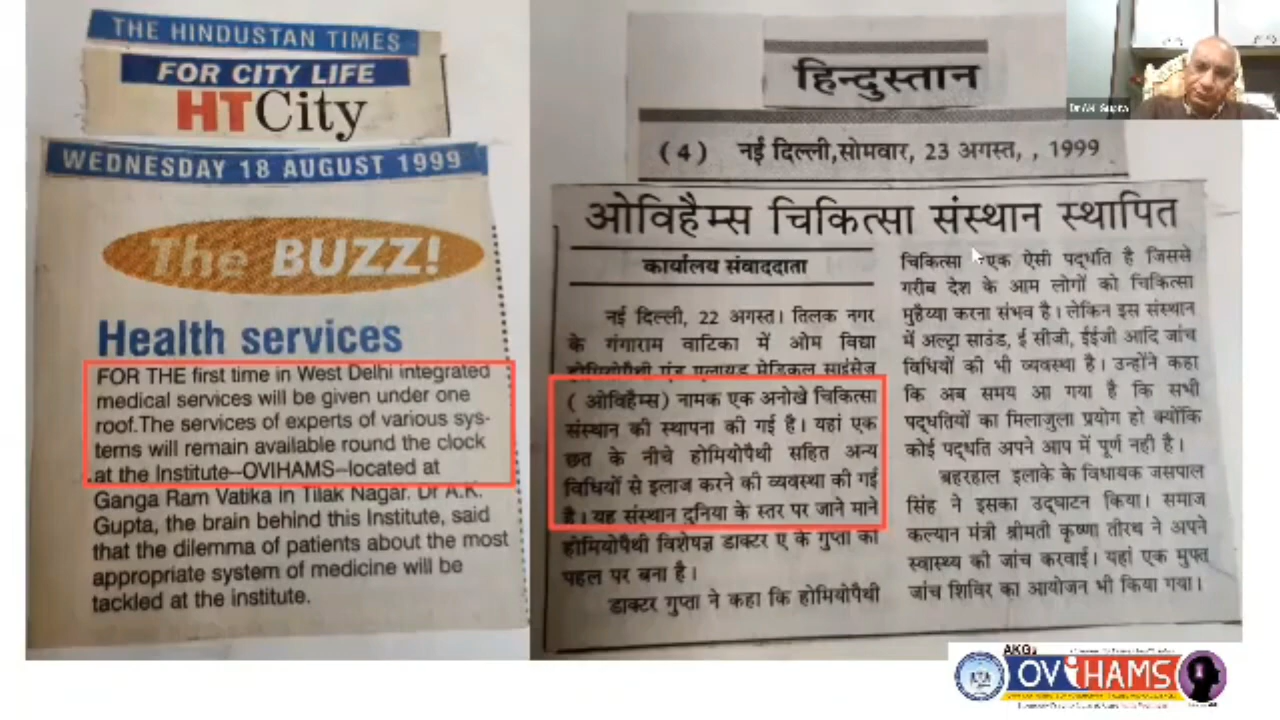 THE HINDUSTAN TIMES
FOR CITY LIFE
HTCity
WEDNESDAY 18 AUGUST 1999
The BUZZ!
Health services
FOR THE first time in West Delhi integrated
medical services will be given under one
roof.The services of experts of various sys-
tems will remain available round the clock
at the Institute—OVIHAMS—located at
Ganga Ram Vatika in Tilak Nagar. Dr A.K.
Gupta, the brain behind this Institute, said
that the dilemma of patients about the most
appropriate system of medicine will be
tackled at the institute.
हिन्दुस्तान
(4) नई दिल्ली,सोमवार, 23 अगस्त, , 1999
ओविहैम्स चिकित्सा संस्थान स्थापित
कार्यालय संवाददाता
नई दिल्ली, 22 अगस्त। तिलक नगर
के गंगाराम वाटिका में ओम विद्या
होमियोपैथी एंड एलायड मेडिकल साइंसेज
( ओविहैम्स) नामक एक अनोखे चिकित्सा
संस्थान की स्थापना की गई है। यहां एक
छत के नीचे होमियोपैथी सहित अन्य
विधियों से इलाज करने की व्यवस्था की गई
है। यह संस्थान दुनिया के स्तर पर जाने माने
होमियोपैथी विशेषज्ञ डाक्टर ए के गुप्ता की
पहल पर बना है।
डाक्टर गुप्ता ने कहा कि होमियोपैथी
चिकित्सा एक ऐसी पद्धति है जिससे
गरीब देश के आम लोगों को चिकित्सा
मुहैय्या करना संभव है। लेकिन इस संस्थान
में अल्ट्रा साउंड, ई सीजी, ईईजी आदि जांच
विधियों की भी व्यवस्था है। उन्होंने कहा
कि अब समय आ गया है कि सभी
पद्धतियों का मिलाजुला प्रयोग हो क्योंकि
कोई पद्धति अपने आप में पूर्ण नही है।
बहरहाल इलाके के विधायक जसपाल
सिंह ने इसका उद्घाटन किया। समाज
कल्याण मंत्री श्रीमती कृष्णा तीरथ ने अपने
स्वास्थ्य की जांच करवाई। यहां एक मुफ्त
जांच शिविर का आयोजन भी किया गया।
Dr AK Gupta
AKG's
OVIHAMS